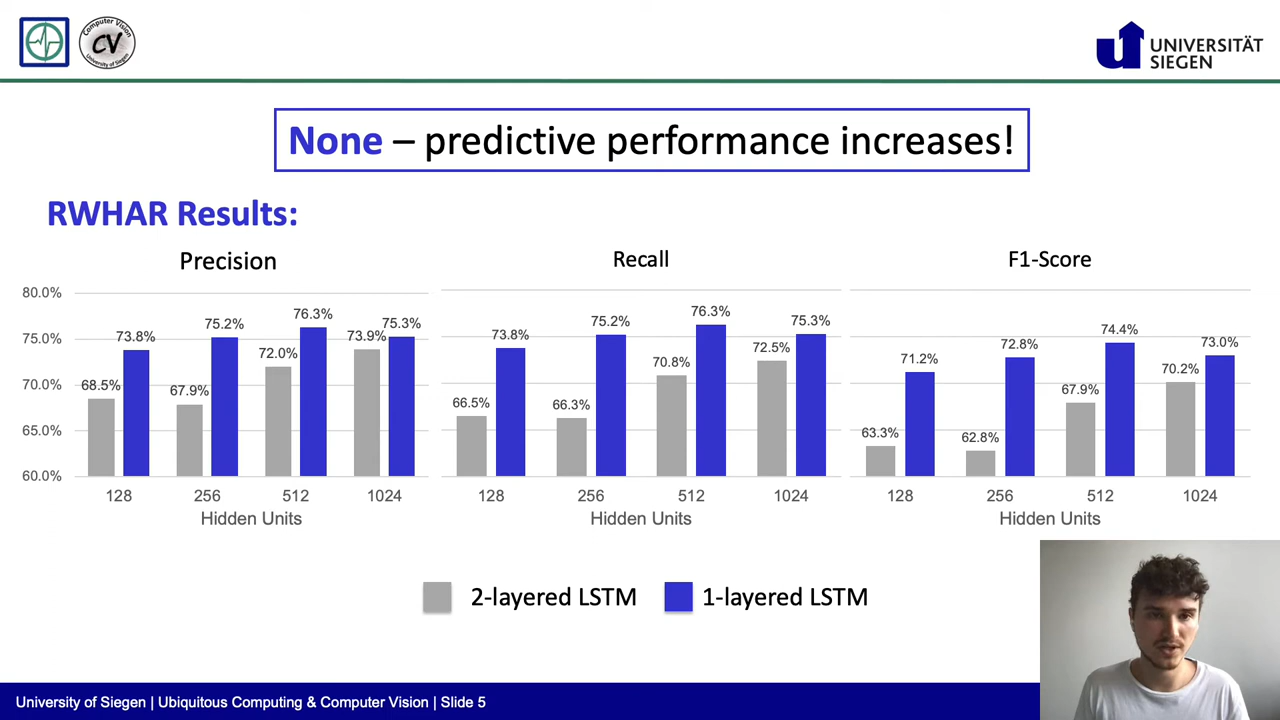 Computer Vision
CV
University of Siegen
UNIVERSITÄT
SIEGEN
None – predictive performance increases!
RWHAR Results:
Precision
80.0%
75.0%
70.0%
65.0%
60.0%
68.5%
73.8%
67.9%
75.2%
72.0%
76.3%
73.9%
75.3%
128
256
512
1024
Hidden Units
Recall
66.5%
73.8%
66.3%
75.2%
70.8%
76.3%
72.5%
75.3%
128
256
512
1024
Hidden Units
F1-Score
63.3%
71.2%
62.8%
72.8%
67.9%
74.4%
70.2%
73.0%
128
256
512
1024
Hidden Units
2-layered LSTM
1-layered LSTM
University of Siegen | Ubiquitous Computing & Computer Vision | Slide 5